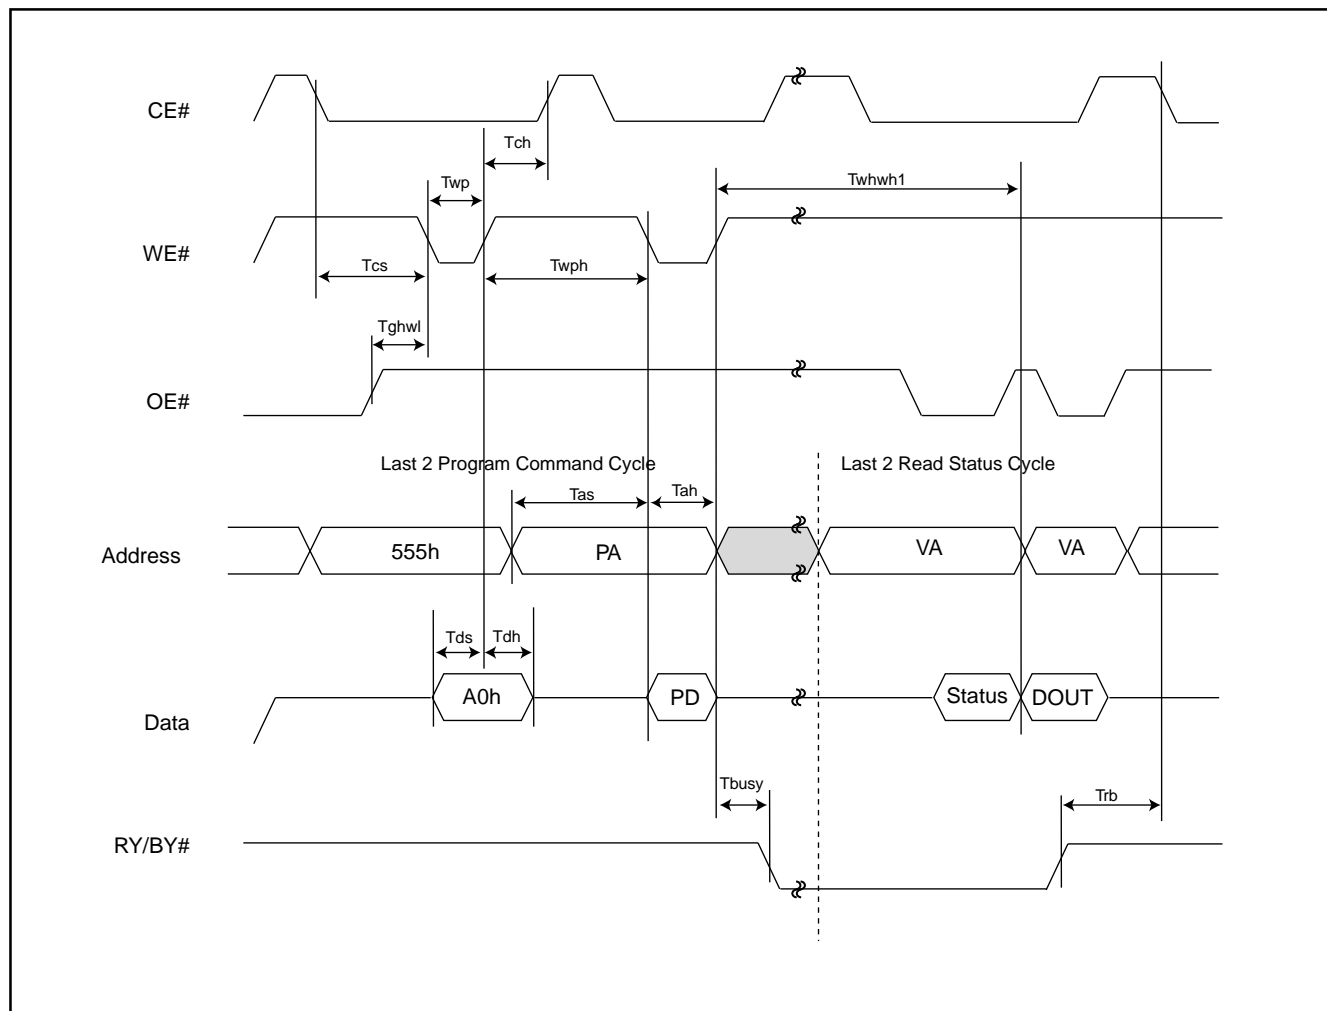 CE#
Tch
Twp
Twhwh1
WE#
Tcs
Twph
Tghwl
OE#
Last 2 Program Command Cycle
Last 2 Read Status Cycle
Tas
Tah
Address
555h
PA
VA
VA
Tds
Tdh
A0h
PD
Status
DOUT
Data
Tbusy
Trb
RY/BY#